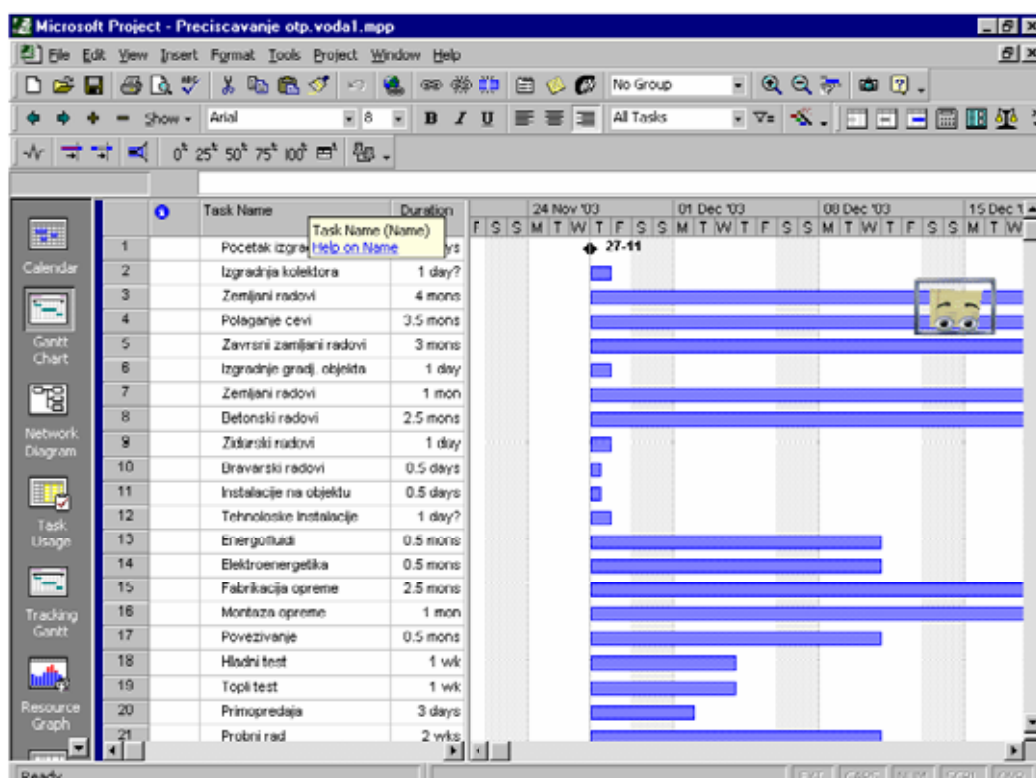 Microsoft Project - Preciscavanje otp.voda1.mpp
File Edit View Insert Format Tools Project Window Help
No Group
Show Arial 8 B I U All Tasks
0% 25% 50% 75% 100%
Task Name Duration 24 Nov '03 01 Dec '03 08 Dec '03 15 Dec '
F S S M T W T F S S M T W T F S S M T W T F S S M T W
Task Name (Name)
Help on Name
1 Pocetak izgra ys 27-11
2 Izgradnja kolektora 1 day?
3 Zemljani radovi 4 mons
4 Polaganje cevi 3.5 mons
5 Zavrsni zamljani radovi 3 mons
6 Izgradnje gradj. objekta 1 day
7 Zemljani radovi 1 mon
8 Betonski radovi 2.5 mons
9 Zidarski radovi 1 day
10 Bravarski radovi 0.5 days
11 Instalacije na objektu 0.5 days
12 Tehnoloske Instalacije 1 day?
13 Energofluidi 0.5 mons
14 Elektroenergetika 0.5 mons
15 Fabrikacija opreme 2.5 mons
16 Montaza opreme 1 mon
17 Povezivanje 0.5 mons
18 Hladni test 1 wk
19 Topli test 1 wk
20 Primopredaja 3 days
21 Probni rad 2 wks
Calendar
Gantt
Chart
Network
Diagram
Task
Usage
Tracking
Gantt
Resource
Graph
Ready